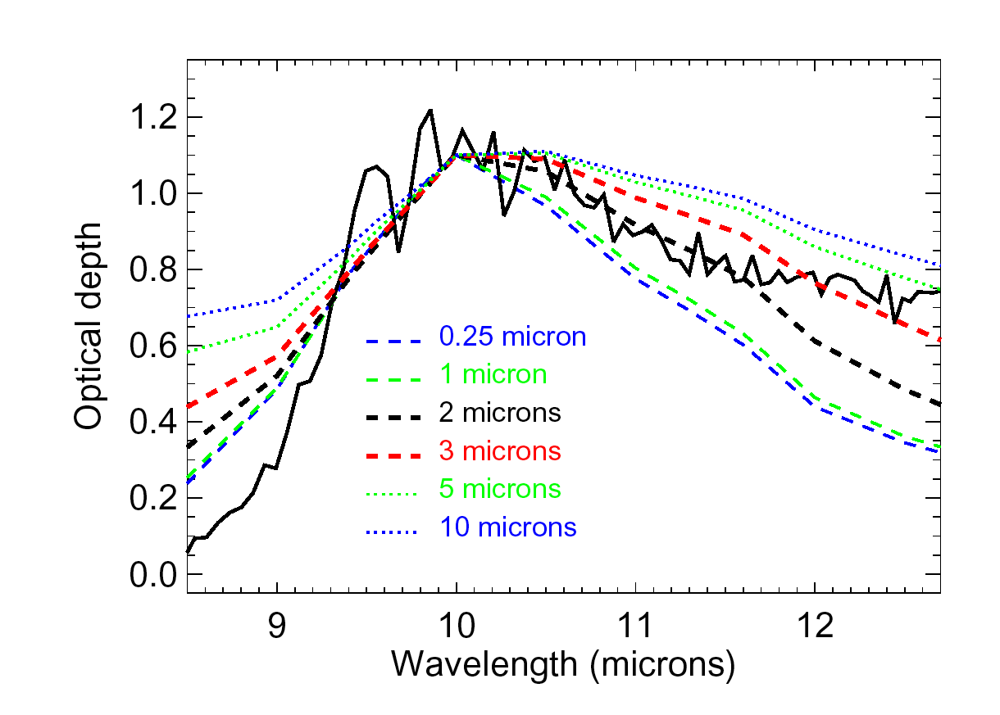 1.2
1.0
0.8
0.6
0.4
0.2
0.0
Optical depth
0.25 micron
1 micron
2 microns
3 microns
5 microns
10 microns
9 10 11 12
Wavelength (microns)